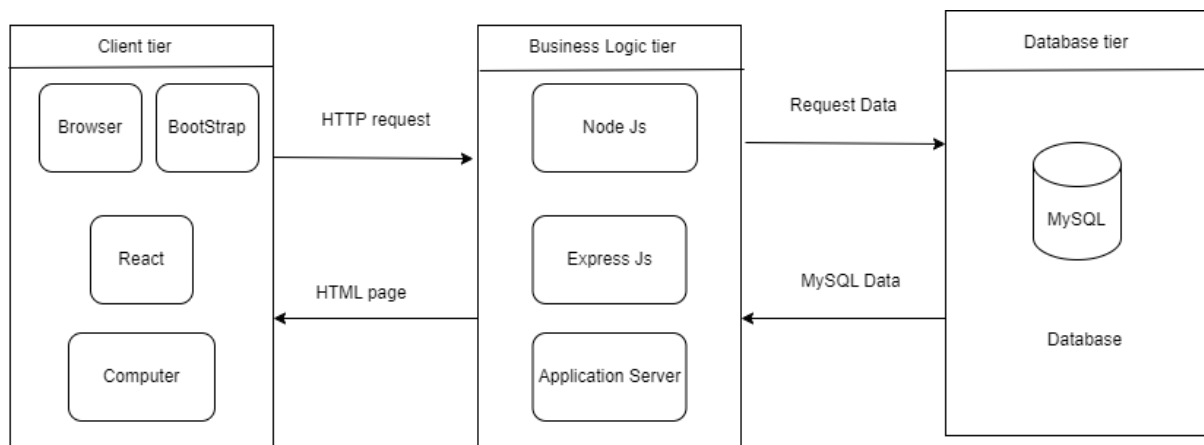 Client tier
Browser
BootStrap
React
Computer
HTTP request
HTML page
Business Logic tier
Node Js
Express Js
Application Server
Request Data
MySQL Data
Database tier
MySQL
Database